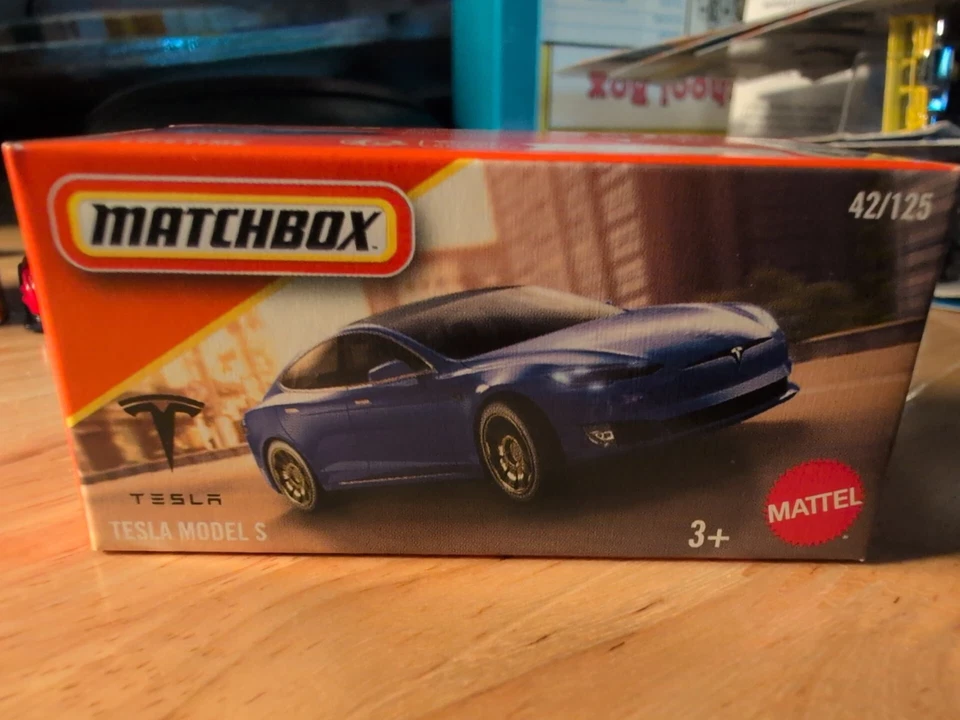 MATCHBOX
42/125
TESLA
TESLA MODEL S
3+
MATTEL